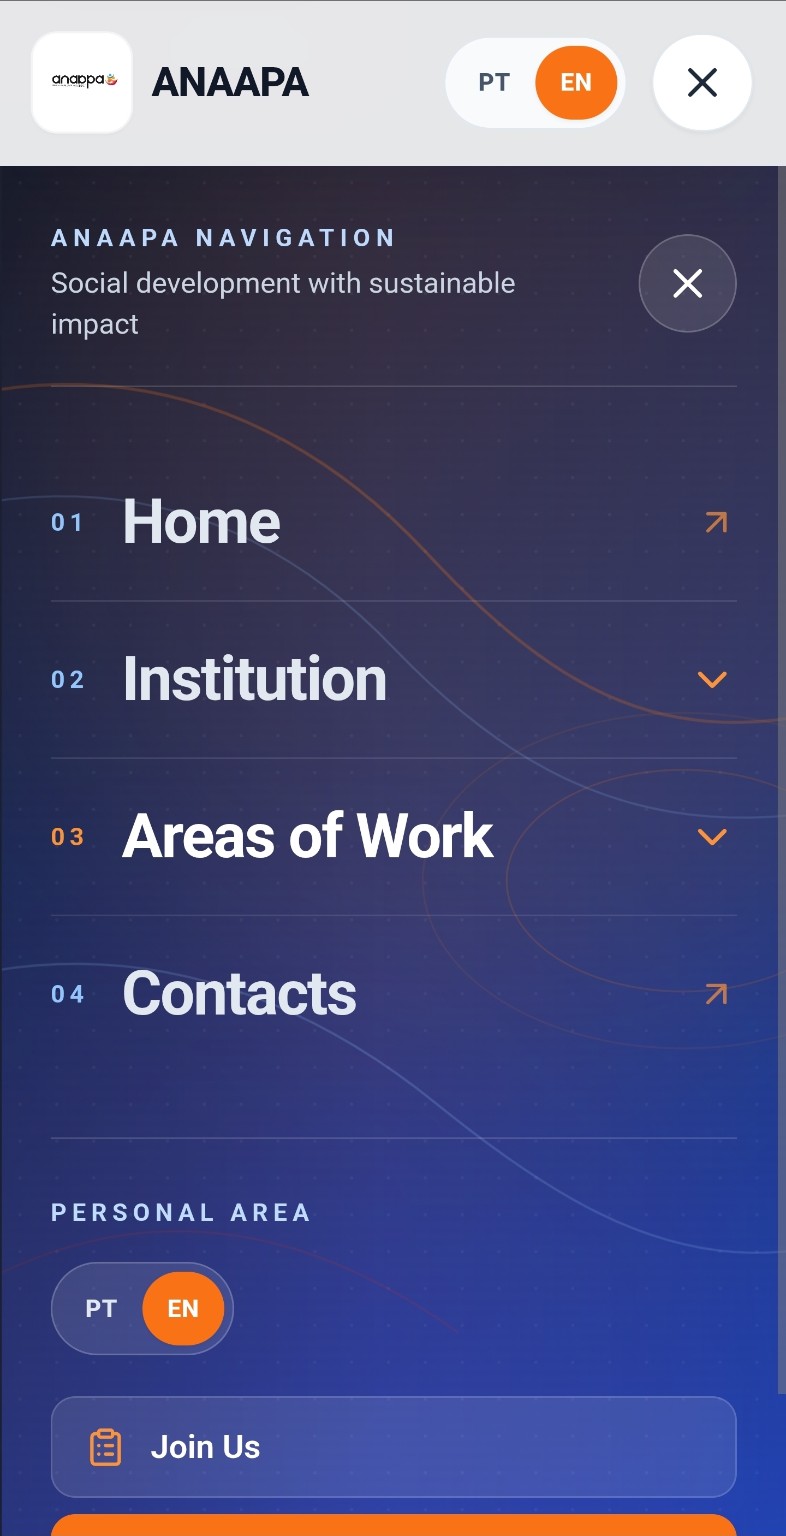 anaapa
ANAAPA
PT
EN
ANAAPA NAVIGATION
Social development with sustainable
impact
01
Home
02
Institution
03
Areas of Work
04
Contacts
PERSONAL AREA
PT
EN
Join Us